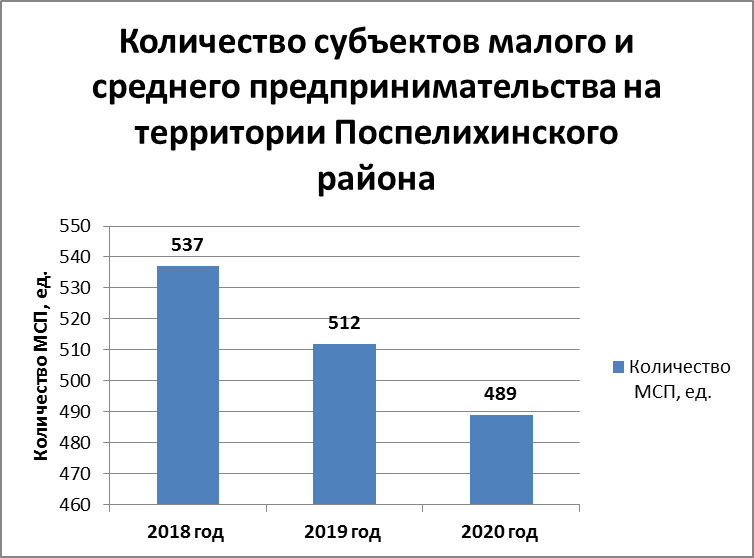 Количество субъектов малого и
среднего предпринимательства на
территории Поспелихинского
района
Количество МСП, ед.
550
540
530
520
510
500
490
480
470
460
537
512
489
2018 год
2019 год
2020 год
Количество
МСП, ед.